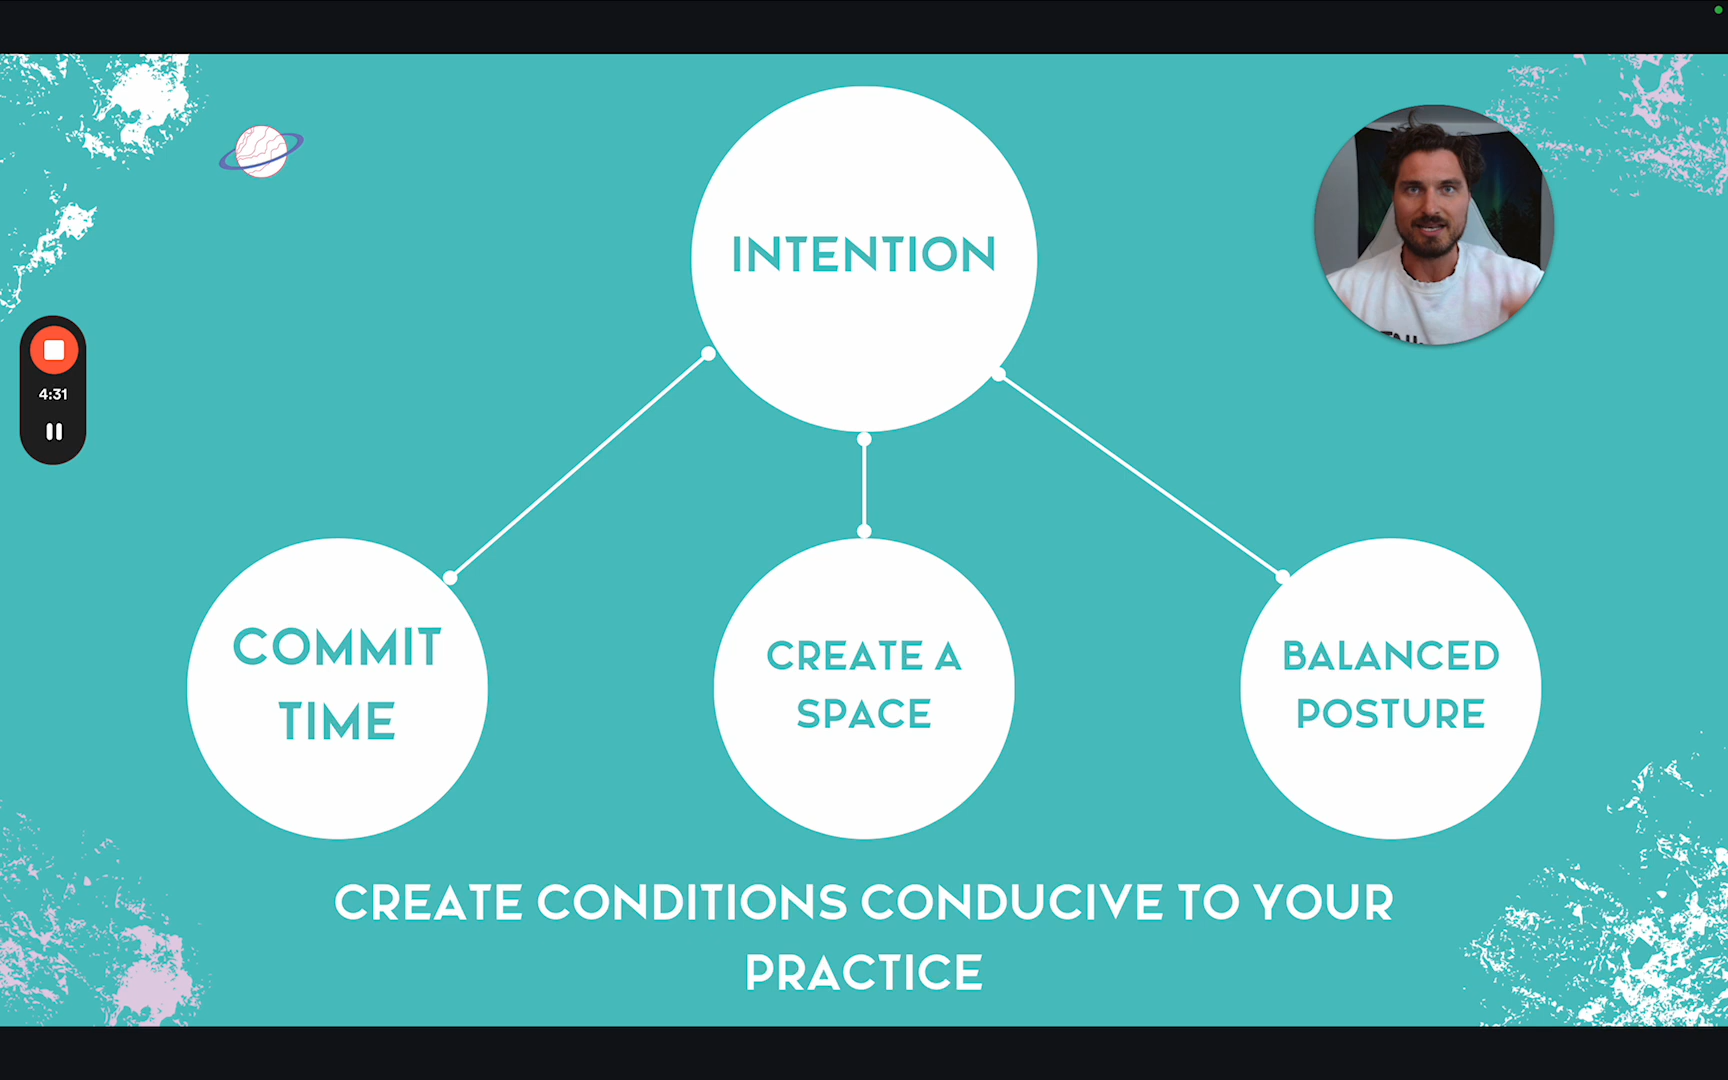 INTENTION
4:31
COMMIT
TIME
CREATE A
SPACE
BALANCED
POSTURE
CREATE CONDITIONS CONDUCIVE TO YOUR
PRACTICE